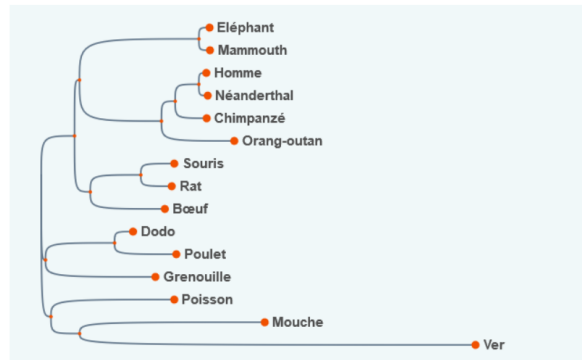 Eléphant
Mammouth
Homme
Néanderthal
Chimpanzé
Orang-outan
Souris
Rat
Bœuf
Dodo
Poulet
Grenouille
Poisson
Mouche
Ver